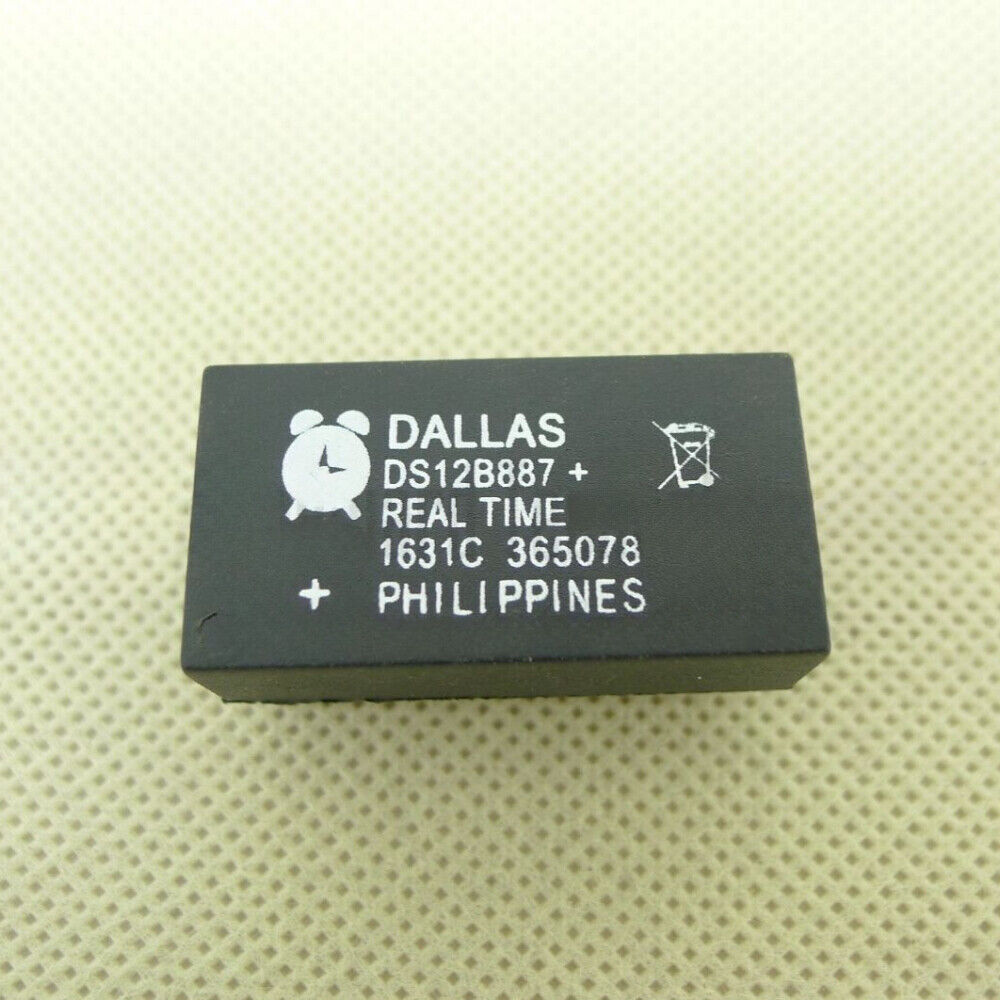 DALLAS
DS12B887 +
REAL TIME
1631C 365078
+ PHILIPPINES